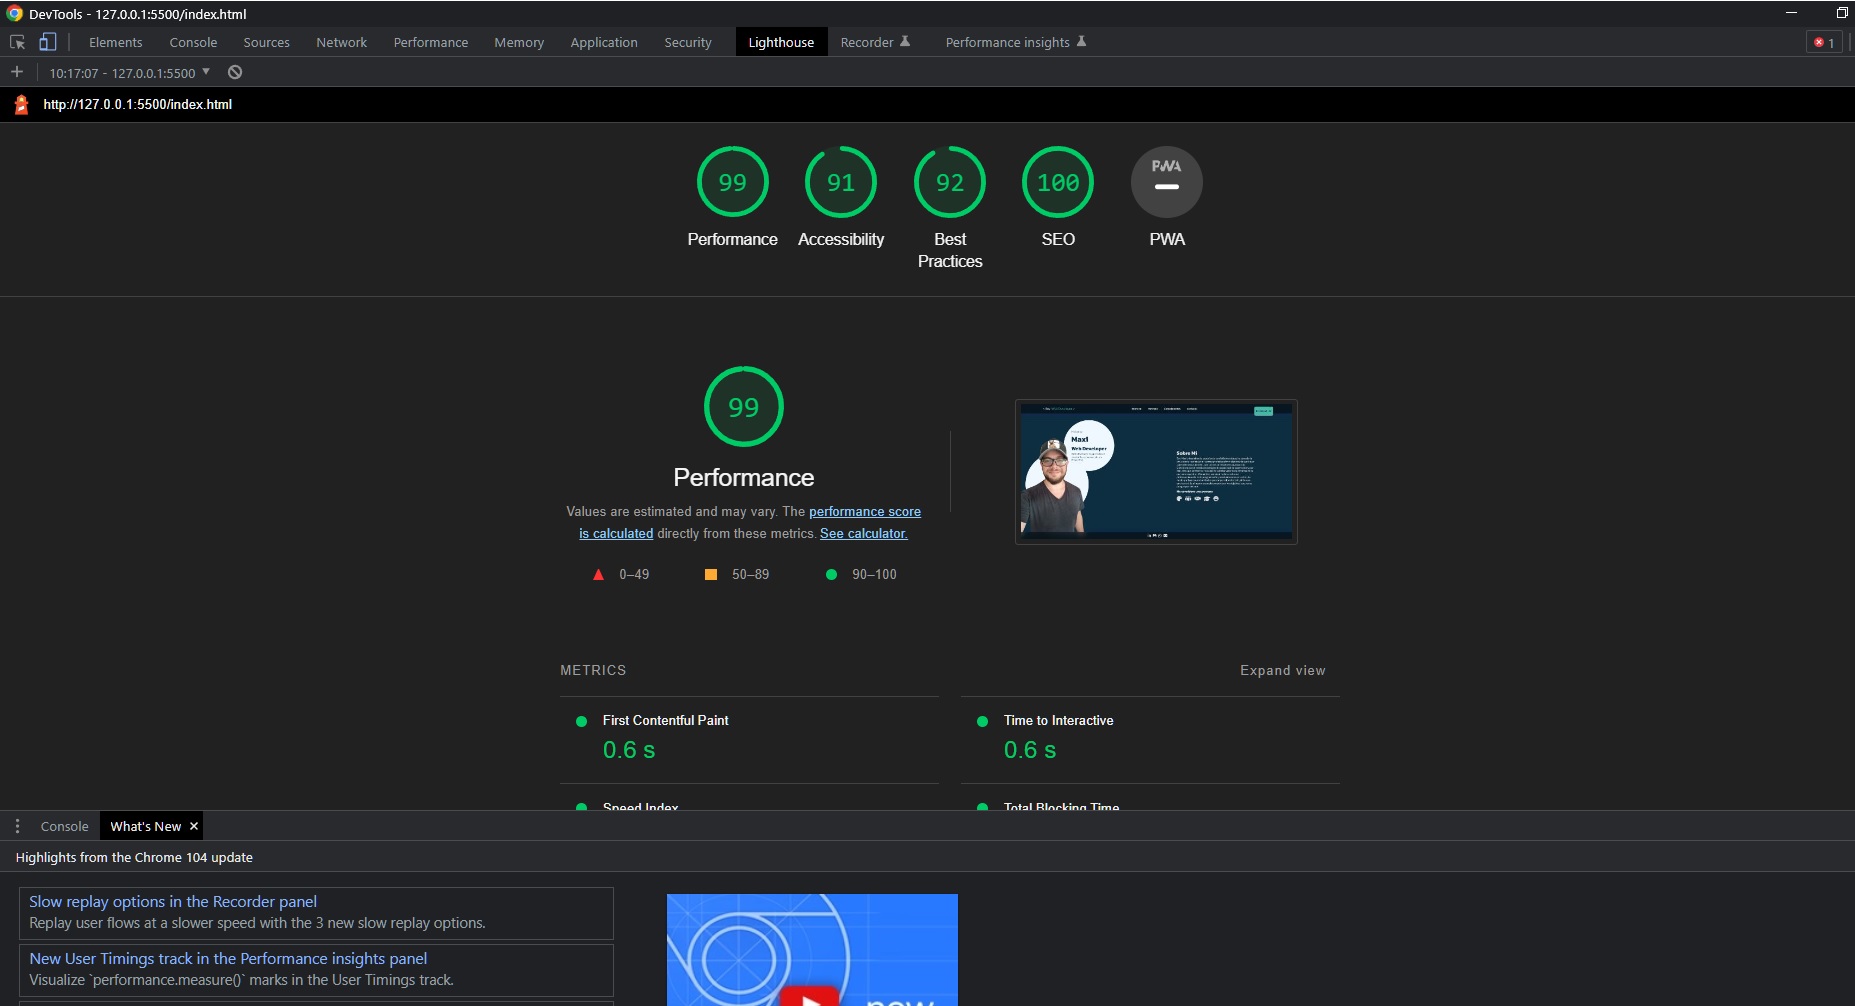 DevTools - 127.0.0.1:5500/index.html
Elements Console Sources Network Performance Memory Application Security Lighthouse Recorder Performance insights 1
10:17:07 - 127.0.0.1:5500
http://127.0.0.1:5500/index.html
99 91 92 100 PWA
Performance Accessibility Best Practices SEO PWA
99
Performance
Values are estimated and may vary. The performance score
is calculated directly from these metrics. See calculator.
0–49 50–89 90–100
Maxi
Web Developer
Sobre Mi
METRICS Expand view
First Contentful Paint
0.6 s
Time to Interactive
0.6 s
Speed Index
Total Blocking Time
Console What's New
Highlights from the Chrome 104 update
Slow replay options in the Recorder panel
Replay user flows at a slower speed with the 3 new slow replay options.
New User Timings track in the Performance insights panel
Visualize `performance.measure()` marks in the User Timings track.
new